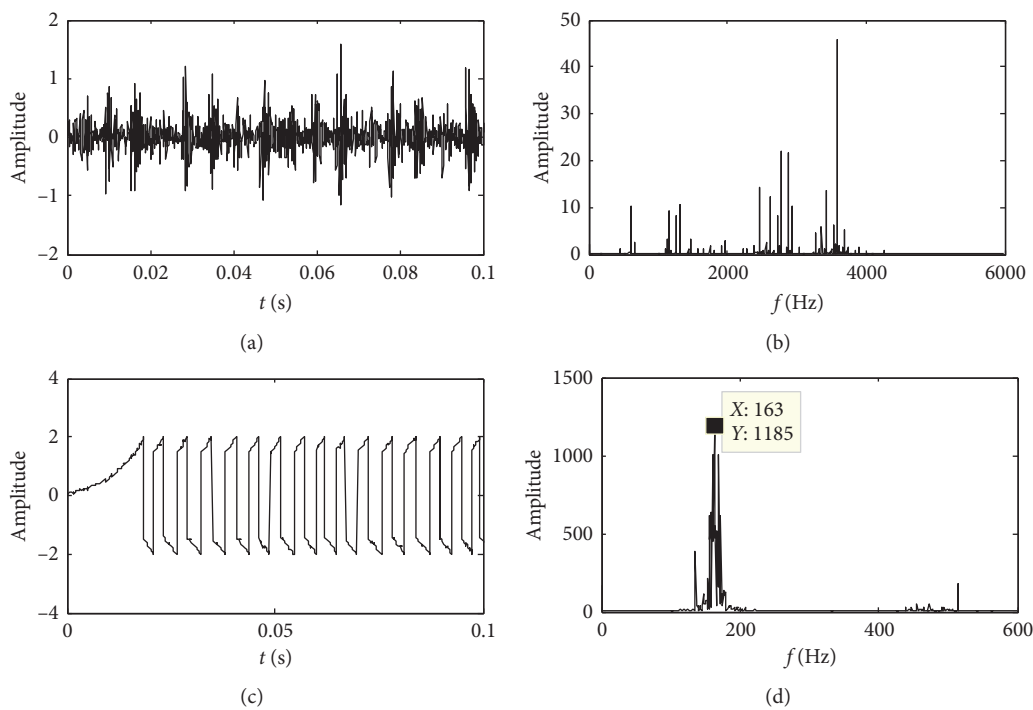 2
1
0
−1
−2
Amplitude
0
0.02
0.04
0.06
0.08
0.1
t (s)
(a)
50
40
30
20
10
0
Amplitude
0
2000
4000
6000
f (Hz)
(b)
4
2
0
−2
−4
Amplitude
0
0.05
0.1
t (s)
(c)
1500
1000
500
0
Amplitude
X: 163
Y: 1185
0
200
400
600
f (Hz)
(d)